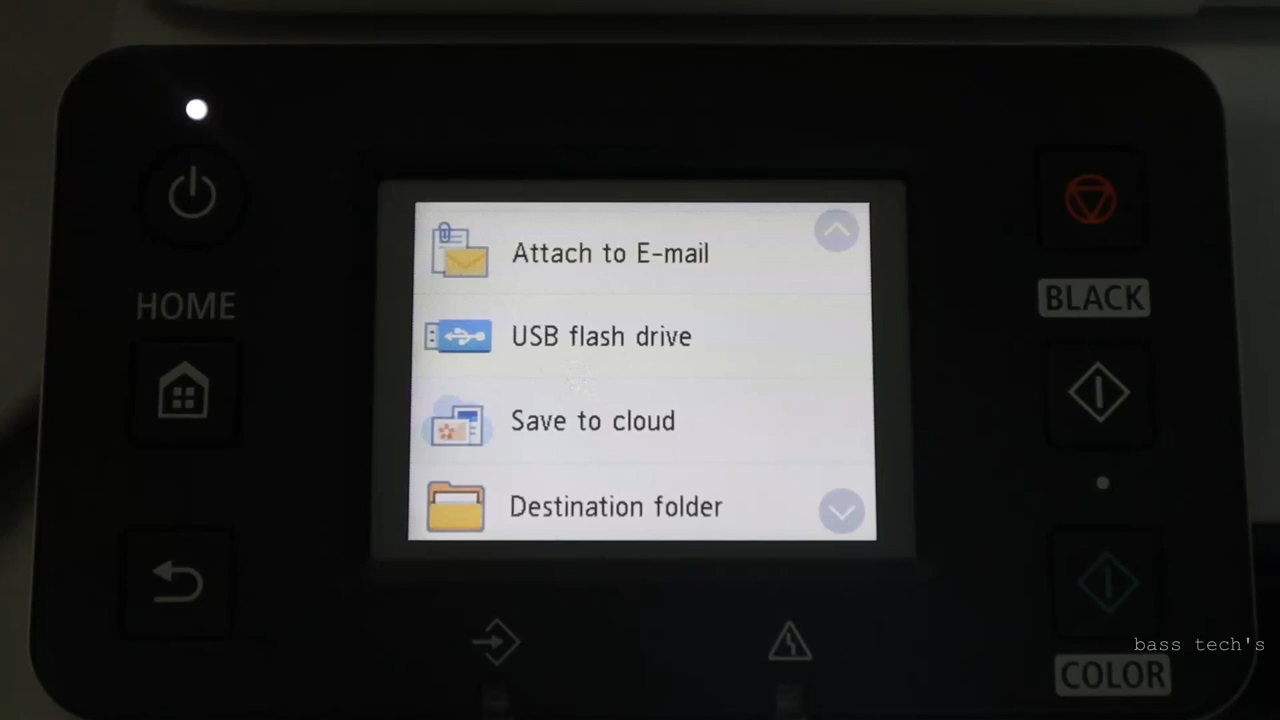 HOME
Attach to E-mail
USB flash drive
Save to cloud
Destination folder
BLACK
COLOR
bass tech's